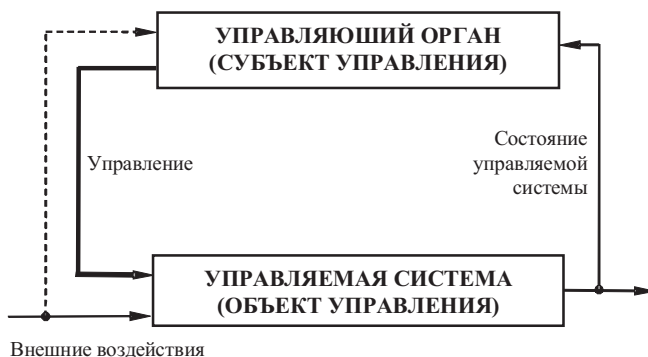 УПРАВЛЯЮШИЙ ОРГАН
(СУБЪЕКТ УПРАВЛЕНИЯ)
Управление
Состояние
управляемой
системы
УПРАВЛЯЕМАЯ СИСТЕМА
(ОБЪЕКТ УПРАВЛЕНИЯ)
Внешние воздействия